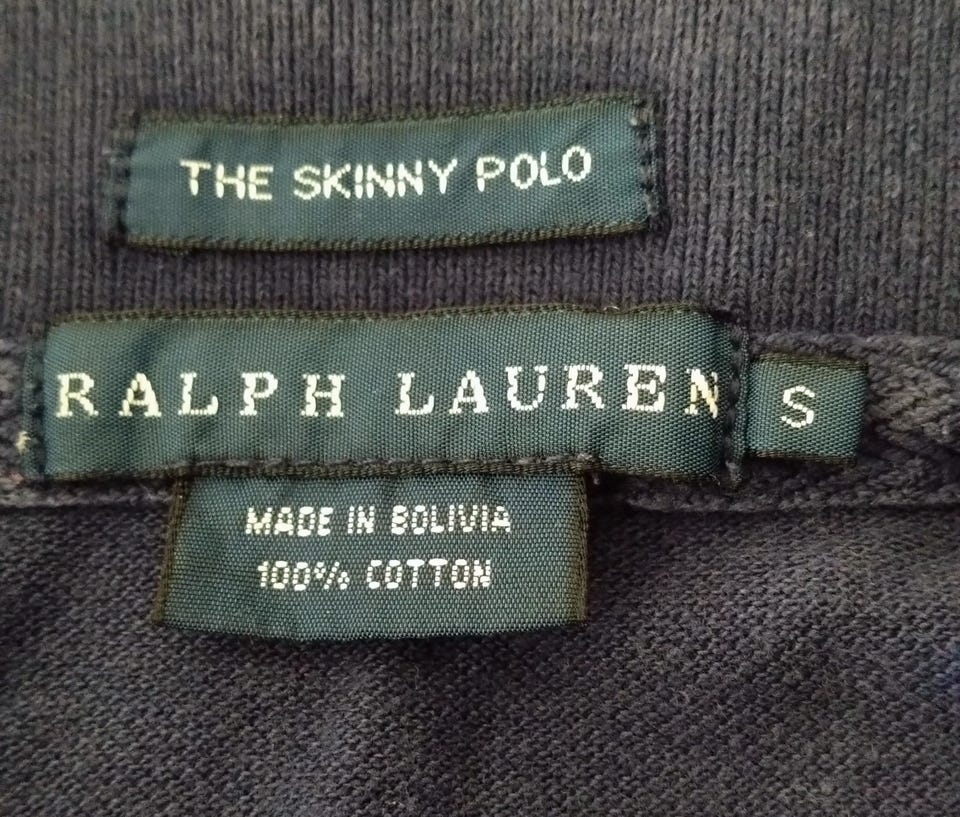 THE SKINNY POLO
RALPH LAUREN S
MADE IN BOLIVIA
100% COTTON